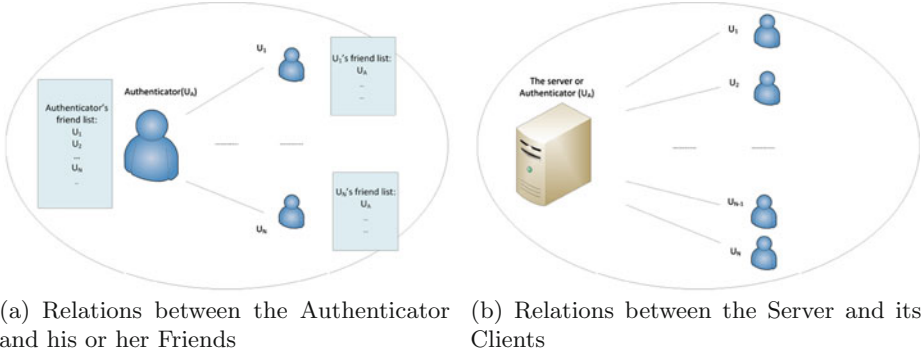 Authenticator's
friend list:
U1
U2
...
UN
..
Authenticator(UA)
U1
U1's friend list:
UA
..
..
UN
UN's friend list:
UA
..
..
The server or
Authenticator (UA)
U1
U2
UN-1
UN
(a) Relations between the Authenticator
and his or her Friends
(b) Relations between the Server and its
Clients